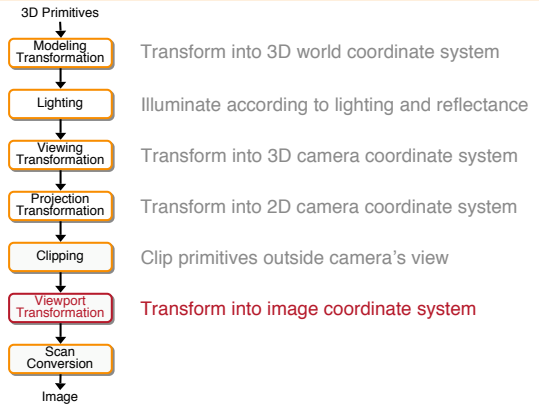 3D Primitives
Modeling
Transformation
Transform into 3D world coordinate system
Lighting
Illuminate according to lighting and reflectance
Viewing
Transformation
Transform into 3D camera coordinate system
Projection
Transformation
Transform into 2D camera coordinate system
Clipping
Clip primitives outside camera’s view
Viewport
Transformation
Transform into image coordinate system
Scan
Conversion
Image